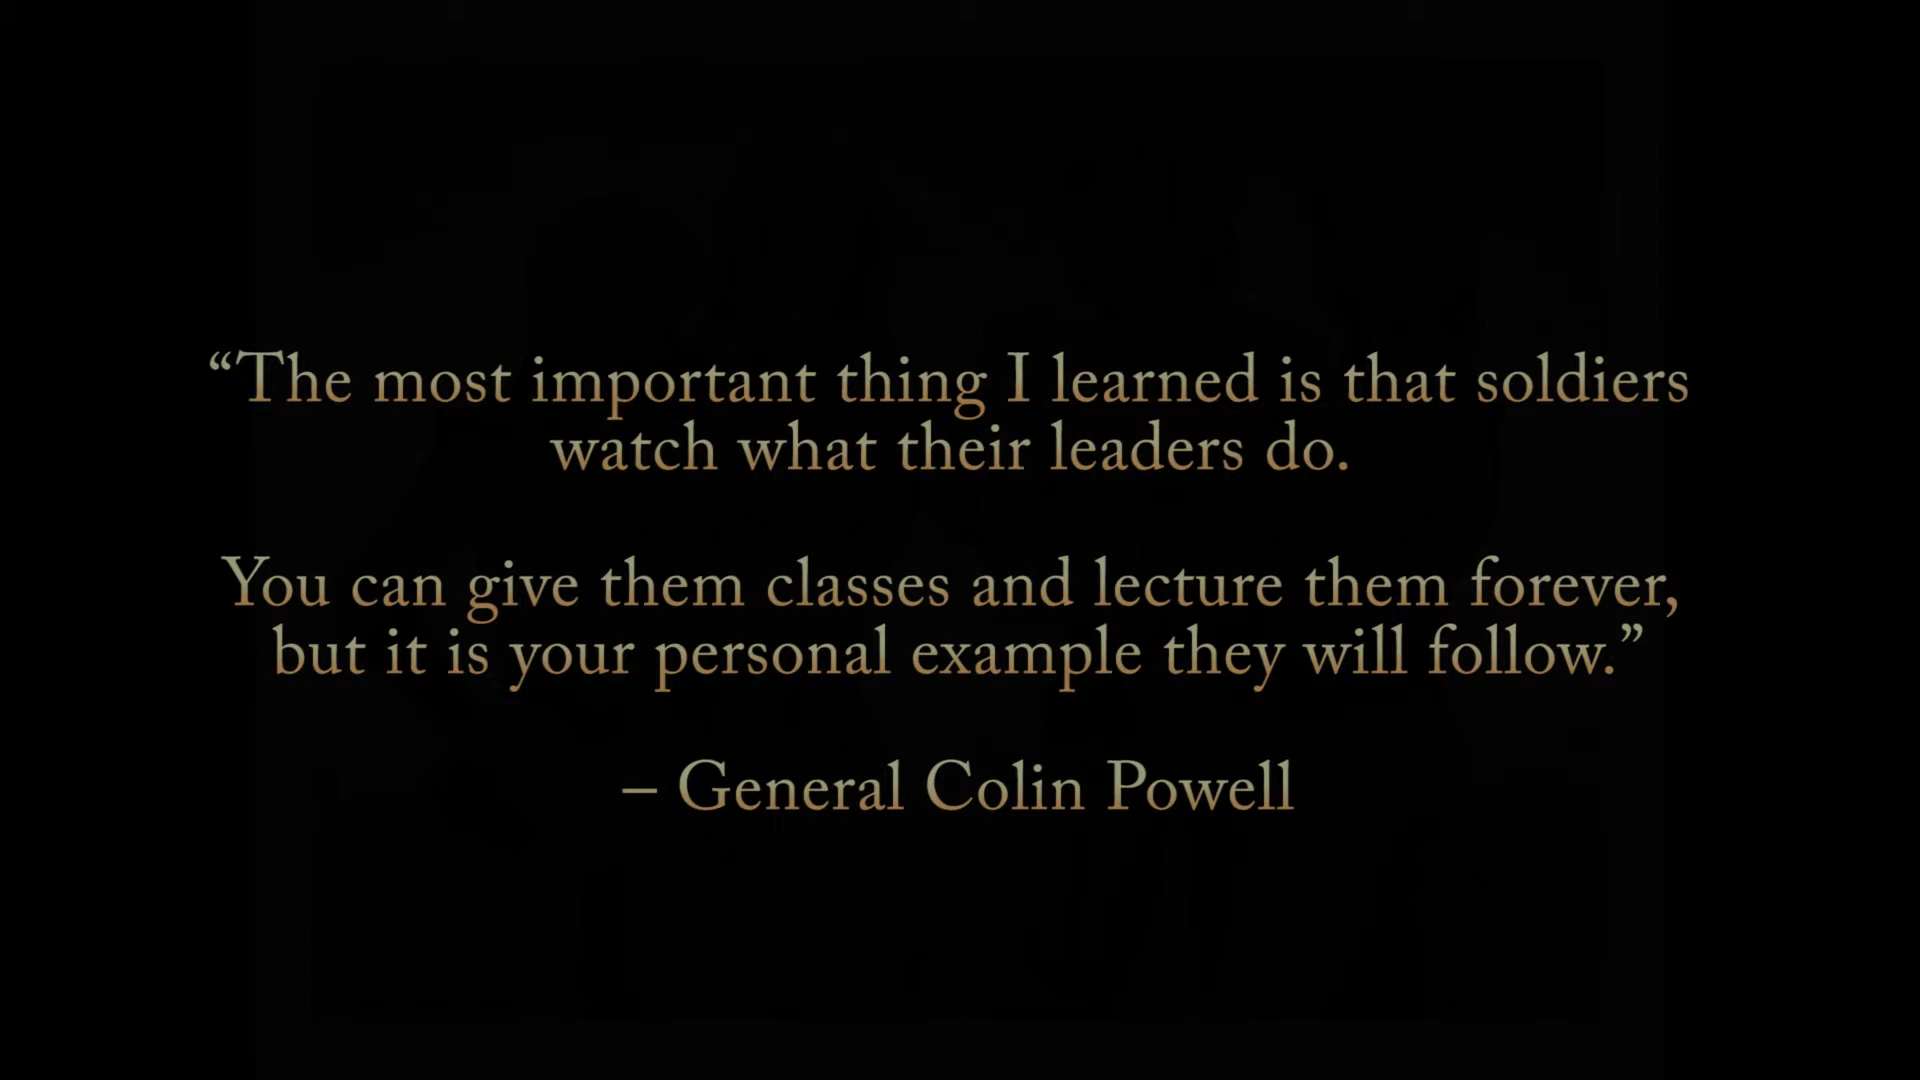 “The most important thing I learned is that soldiers
watch what their leaders do.
You can give them classes and lecture them forever,
but it is your personal example they will follow.”
– General Colin Powell